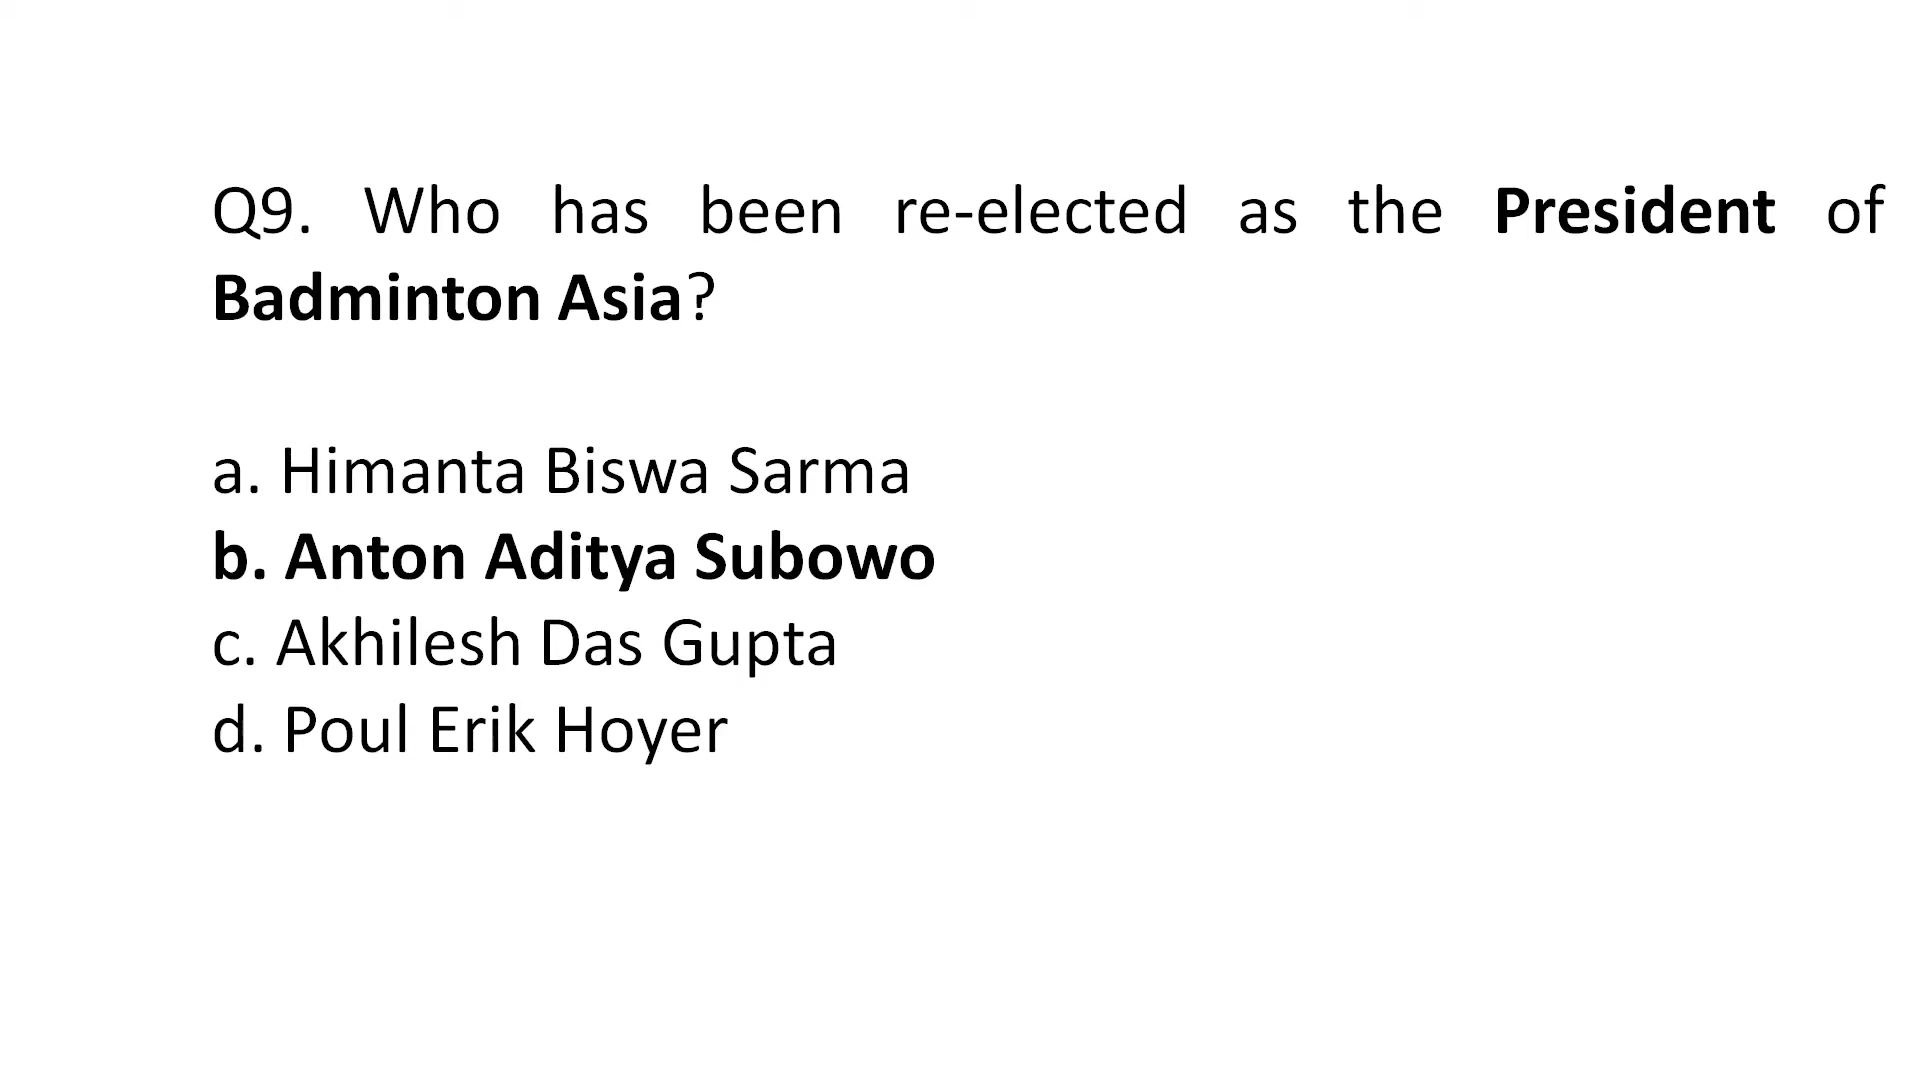 Q9. Who has been re-elected as the President of
Badminton Asia?
a. Himanta Biswa Sarma
b. Anton Aditya Subowo
c. Akhilesh Das Gupta
d. Poul Erik Hoyer